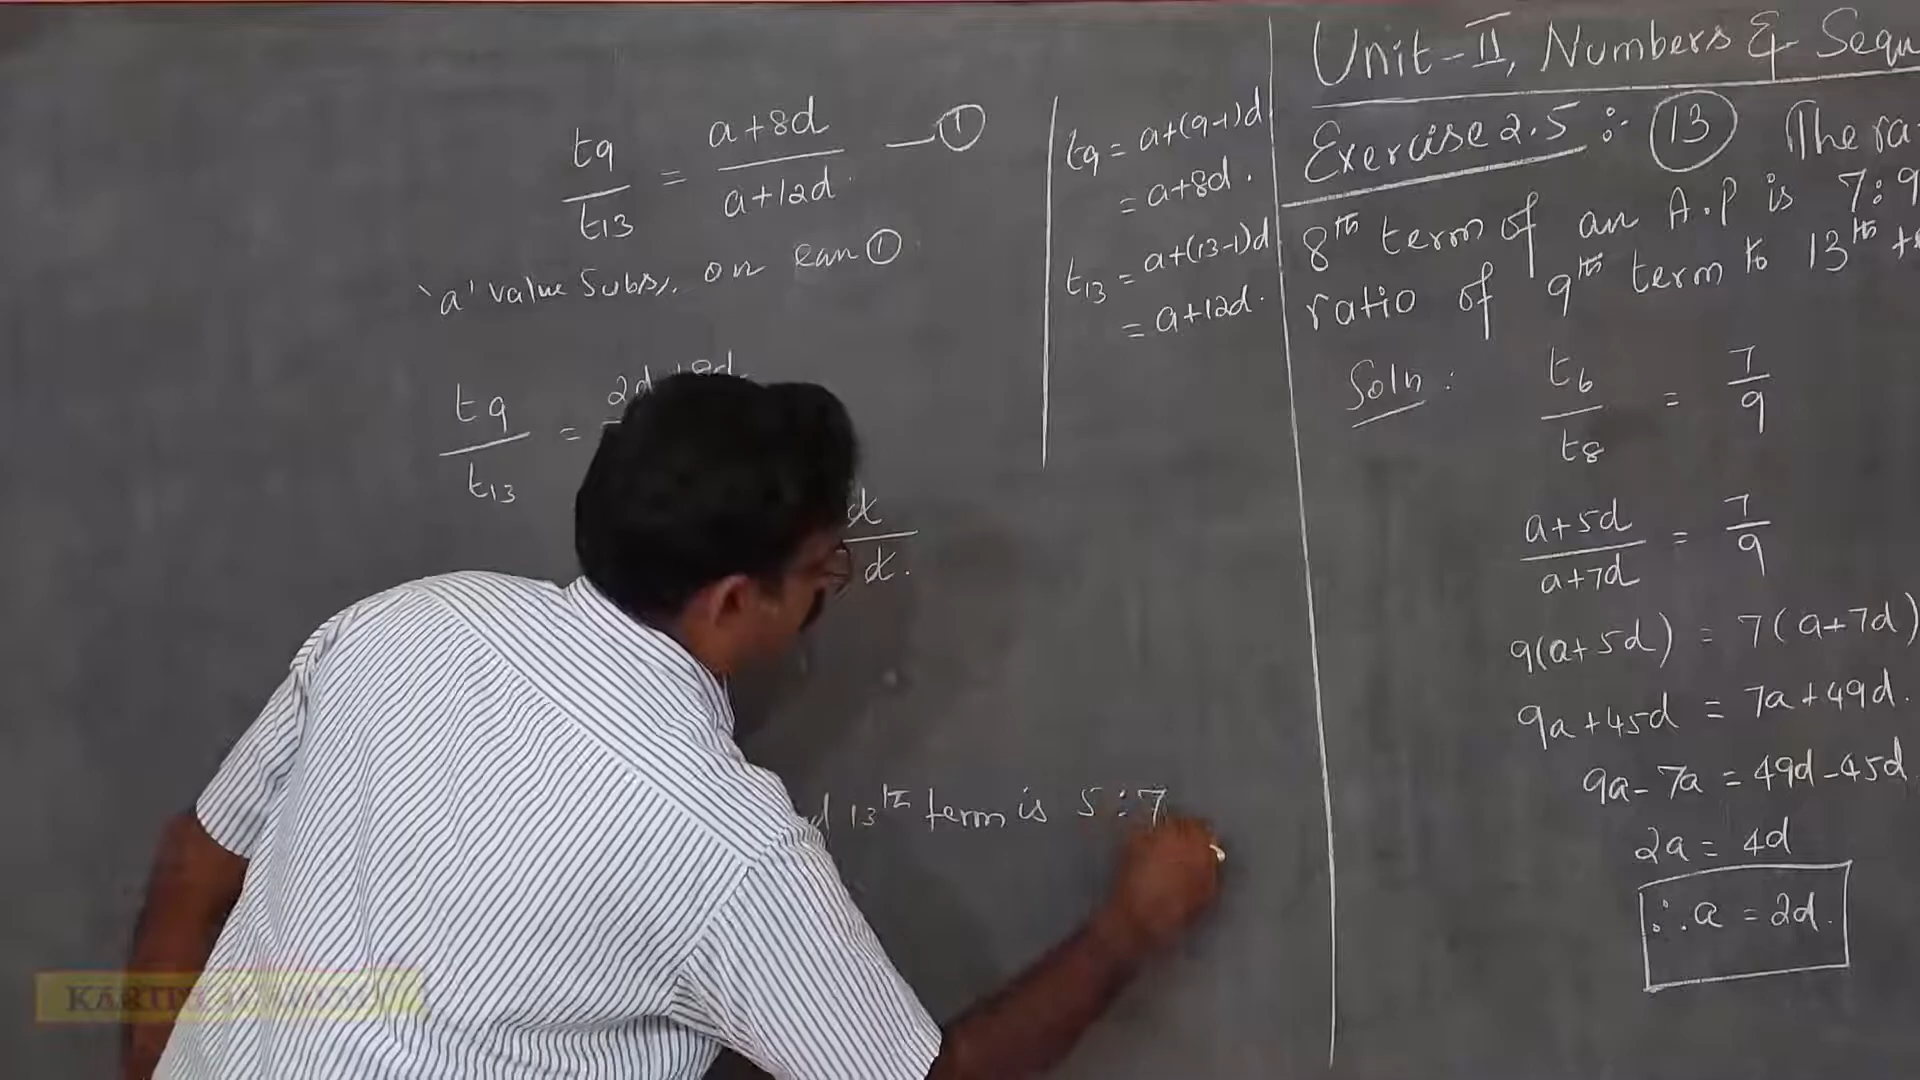 Unit-II, Numbers & Sequ
Exercise 2.5 : 13 The ra
8th term of an A.P is 7:9
ratio of 9th term to 13th
Soln : t6/t8 = 7/9
a+5d/a+7d = 7/9
9(a+5d) = 7(a+7d)
9a+45d = 7a+49d.
9a-7a = 49d-45d
2a = 4d
∴ a = 2d.
t9/t13 = a+8d/a+12d. — 1
'a' value Subs, on eqn 1
t9/t13 = 2d+8d
t9 = a+(9-1)d
= a+8d.
t13 = a+(13-1)d
= a+12d.
d/d.
13th term is 5:7